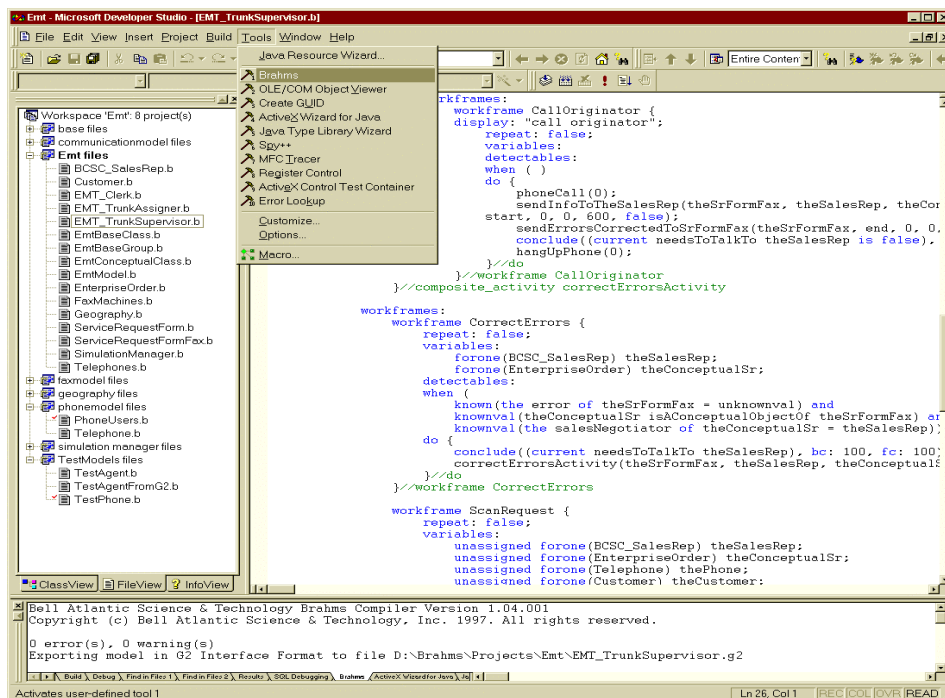 Emt - Microsoft Developer Studio - [EMT_TrunkSupervisor.b]
File Edit View Insert Project Build Tools Window Help
Entire Conten
Java Resource Wizard...
Brahms
OLE/COM Object Viewer
Create GUID
ActiveX Wizard for Java
Java Type Library Wizard
Spy++
MFC Tracer
Register Control
ActiveX Control Test Container
Error Lookup
Customize...
Options...
Macro...
Workspace 'Emt': 8 project(s)
base files
communicationmodel files
Emt files
BCSC_SalesRep.b
Customer.b
EMT_Clerk.b
EMT_TrunkAssigner.b
EMT_TrunkSupervisor.b
EmtBaseClass.b
EmtBaseGroup.b
EmtConceptualClass.b
EmtModel.b
EnterpriseOrder.b
FaxMachines.b
Geography.b
ServiceRequestForm.b
ServiceRequestFormFax.b
SimulationManager.b
Telephones.b
faxmodel files
geography files
phonemodel files
PhoneUsers.b
Telephone.b
simulation manager files
TestModels files
TestAgent.b
TestAgentFromG2.b
TestPhone.b
ClassView FileView InfoView
rkframes:
workframe CallOriginator {
display: "call originator";
repeat: false;
variables:
detectables:
when ( )
do {
phoneCall(0);
sendInfoToTheSalesRep(theSrFormFax, theSalesRep, theCor
start, 0, 0, 600, false);
sendErrorsCorrectedToSrFormFax(theSrFormFax, end, 0, 0,
conclude((current needsToTalkTo theSalesRep is false),
hangUpPhone(0);
}//do
}//workframe CallOriginator
}//composite_activity correctErrorsActivity
workframes:
workframe CorrectErrors {
repeat: false;
variables:
forone(BCSC_SalesRep) theSalesRep;
forone(EnterpriseOrder) theConceptualSr;
detectables:
when (
known(the error of theSrFormFax = unknownval) and
knownval(theConceptualSr isAConceptualObjectOf theSrFormFax) ar
knownval(the salesNegotiator of theConceptualSr = theSalesRep))
do {
conclude((current needsToTalkTo theSalesRep), bc: 100, fc: 100)
correctErrorsActivity(theSrFormFax, theSalesRep, theConceptualS
}//do
}//workframe CorrectErrors
workframe ScanRequest {
repeat: false;
variables:
unassigned forone(BCSC_SalesRep) theSalesRep;
unassigned forone(EnterpriseOrder) theConceptualSr;
unassigned forone(Telephone) thePhone;
unassigned forone(Customer) theCustomer;
Bell Atlantic Science & Technology Brahms Compiler Version 1.04.001
Copyright (c) Bell Atlantic Science & Technology, Inc. 1997. All rights reserved.
0 error(s), 0 warning(s)
Exporting model in G2 Interface Format to file D:\Brahms\Projects\Emt\EMT_TrunkSupervisor.g2
Build Debug Find in Files 1 Find in Files 2 Results SQL Debugging Brahms ActiveX Wizard for Java
Activates user-defined tool 1
Ln 26, Col 1 REC COL OVR READ